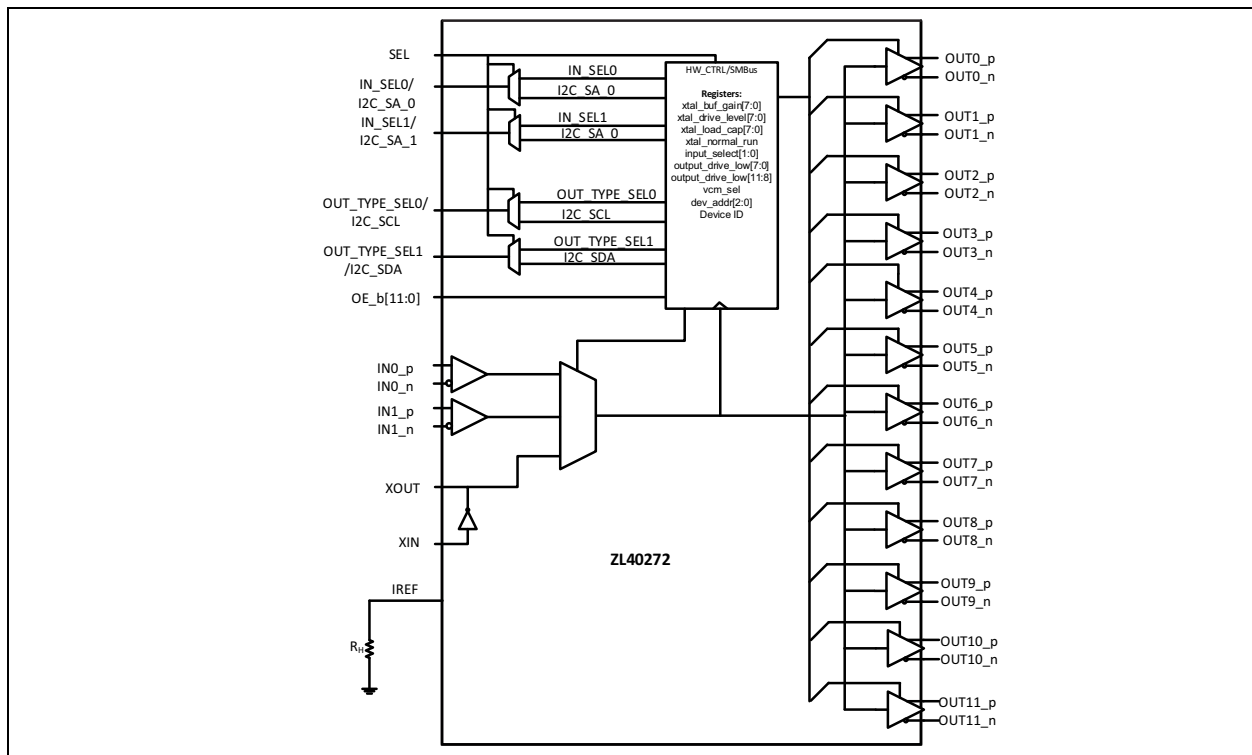 SEL
IN_SEL0/
I2C_SA_0
IN_SEL1/
I2C_SA_1
OUT_TYPE_SEL0/
I2C_SCL
OUT_TYPE_SEL1
/I2C_SDA
OE_b[11:0]
IN0_p
IN0_n
IN1_p
IN1_n
XOUT
XIN
IREF
RH
IN_SEL0
I2C_SA_0
IN_SEL1
I2C_SA_0
OUT_TYPE_SEL0
I2C_SCL
OUT_TYPE_SEL1
I2C_SDA
HW_CTRL/SMBus
Registers:
xtal_buf_gain[7:0]
xtal_drive_level[7:0]
xtal_load_cap[7:0]
xtal_normal_run
input_select[1:0]
output_drive_low[7:0]
output_drive_low[11:8]
vcm_sel
dev_addr[2:0]
Device ID
ZL40272
OUT0_p
OUT0_n
OUT1_p
OUT1_n
OUT2_p
OUT2_n
OUT3_p
OUT3_n
OUT4_p
OUT4_n
OUT5_p
OUT5_n
OUT6_p
OUT6_n
OUT7_p
OUT7_n
OUT8_p
OUT8_n
OUT9_p
OUT9_n
OUT10_p
OUT10_n
OUT11_p
OUT11_n